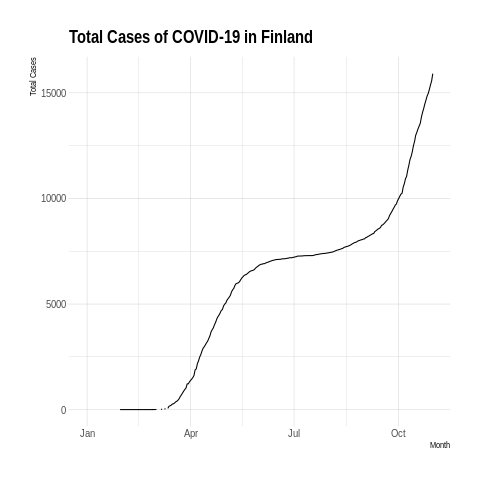 Total Cases of COVID-19 in Finland
Total Cases
15000
10000
5000
0
Jan Apr Jul Oct
Month